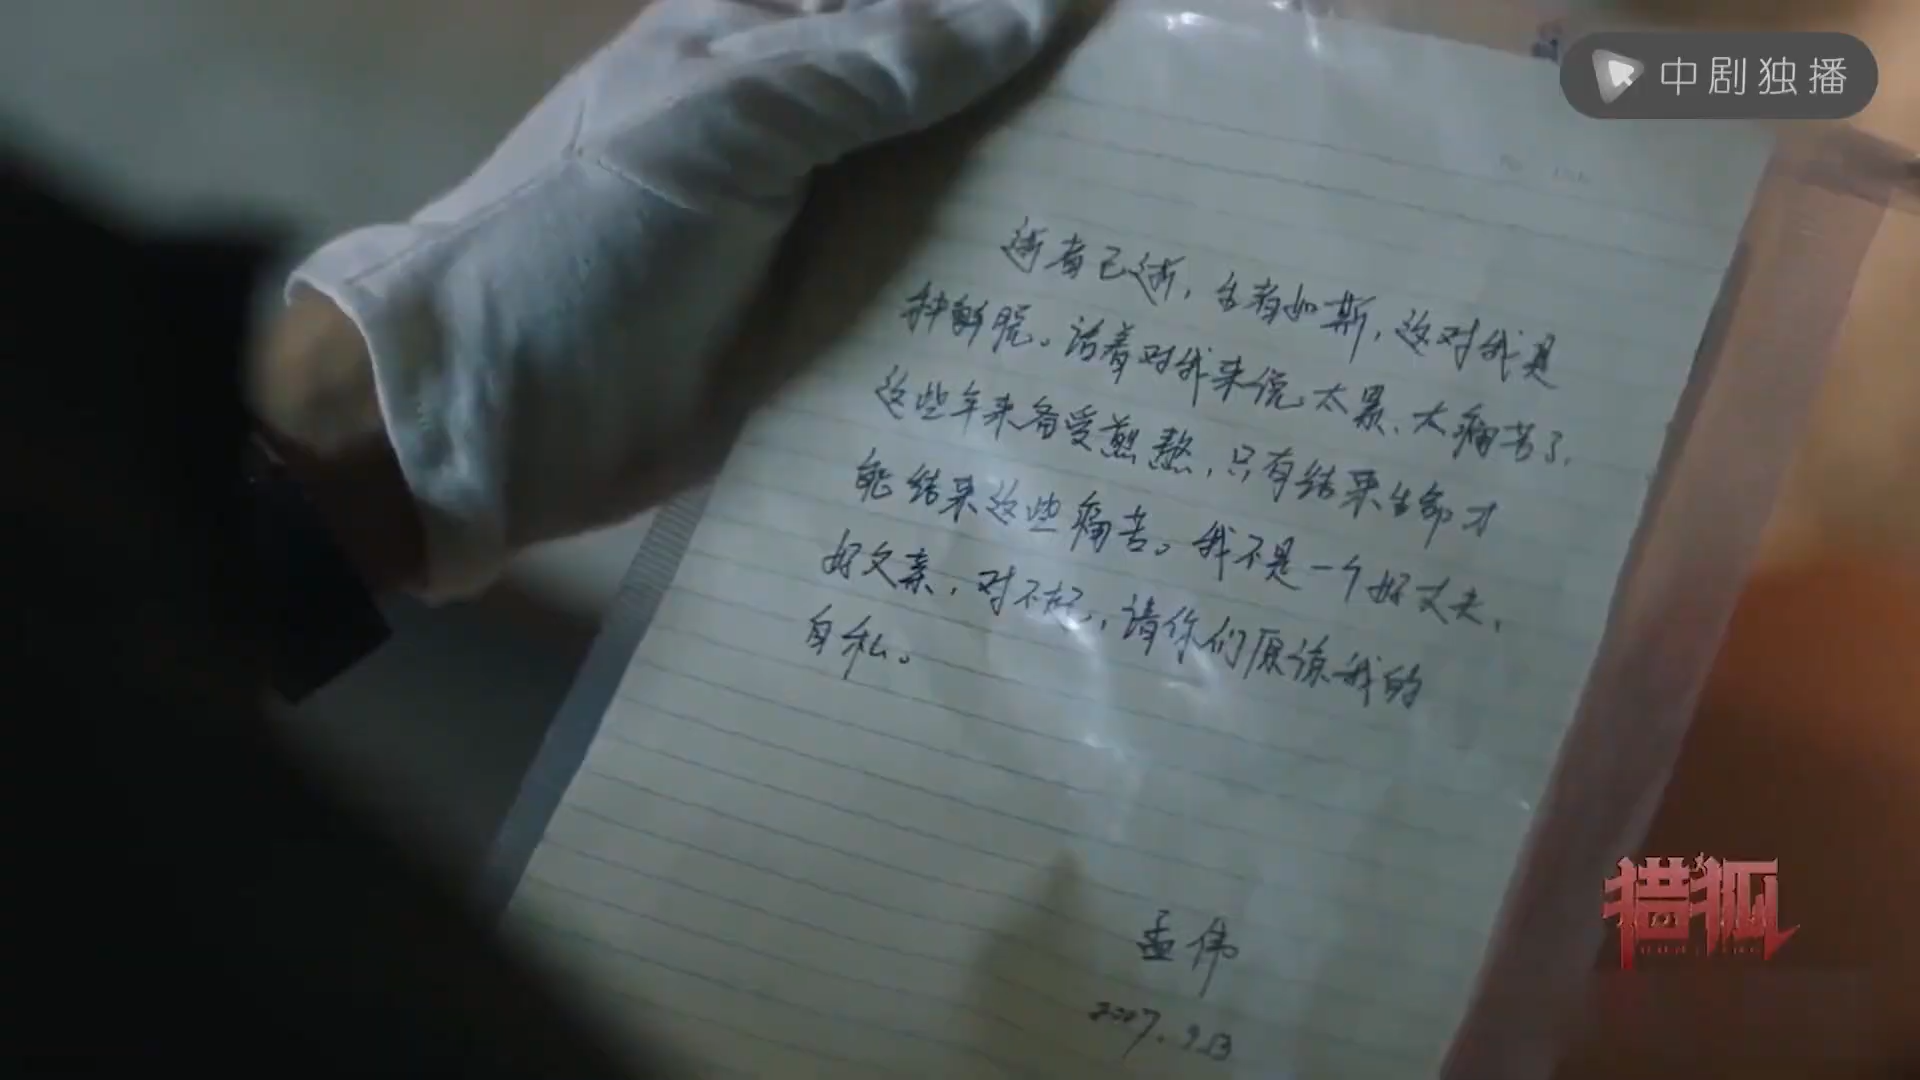 中剧独播
逝者已逝，生者如斯，这对我是
种解脱。活着对我来说太累、太痛苦了.
这些年来备受煎熬，只有结束生命才
能结束这些痛苦。我不是一个好丈夫、
好父亲，对不起，请你们原谅我的
自私。
孟伟
2007.9.13
猎狐